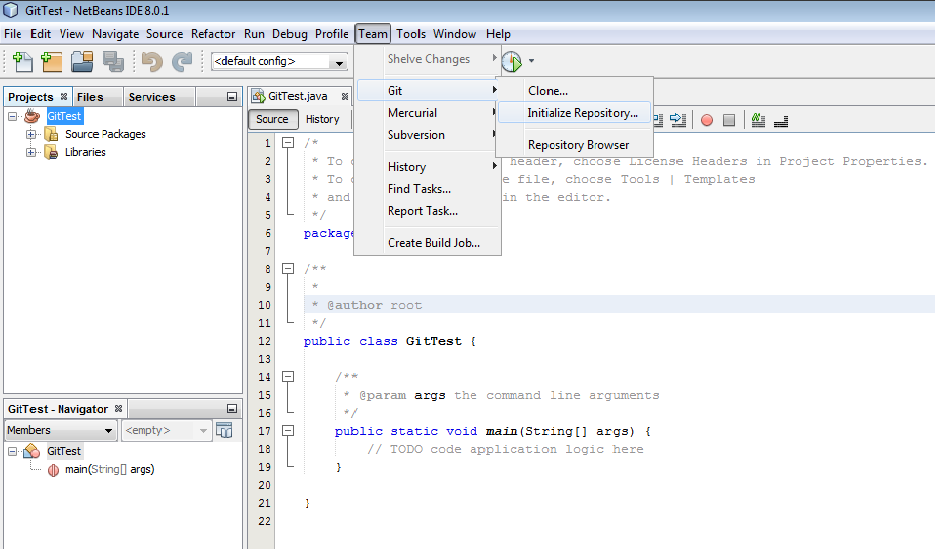 GitTest - NetBeans IDE 8.0.1
File Edit View Navigate Source Refactor Run Debug Profile Team Tools Window Help
<default config>
Shelve Changes
Git
Mercurial
Subversion
History
Find Tasks...
Report Task...
Create Build Job...
Clone...
Initialize Repository...
Repository Browser
Projects Files Services
GitTest
Source Packages
Libraries
GitTest.java
Source History
1 /*
2 * To c header, choose License Headers in Project Properties.
3 * To c e file, choose Tools | Templates
4 * and in the editor.
5 */
6 package
7
8 /**
9 *
10 * @author root
11 */
12 public class GitTest {
13
14 /**
15 * @param args the command line arguments
16 */
17 public static void main(String[] args) {
18 // TODO code application logic here
19 }
20
21 }
22
GitTest - Navigator
Members <empty>
GitTest
main(String[] args)